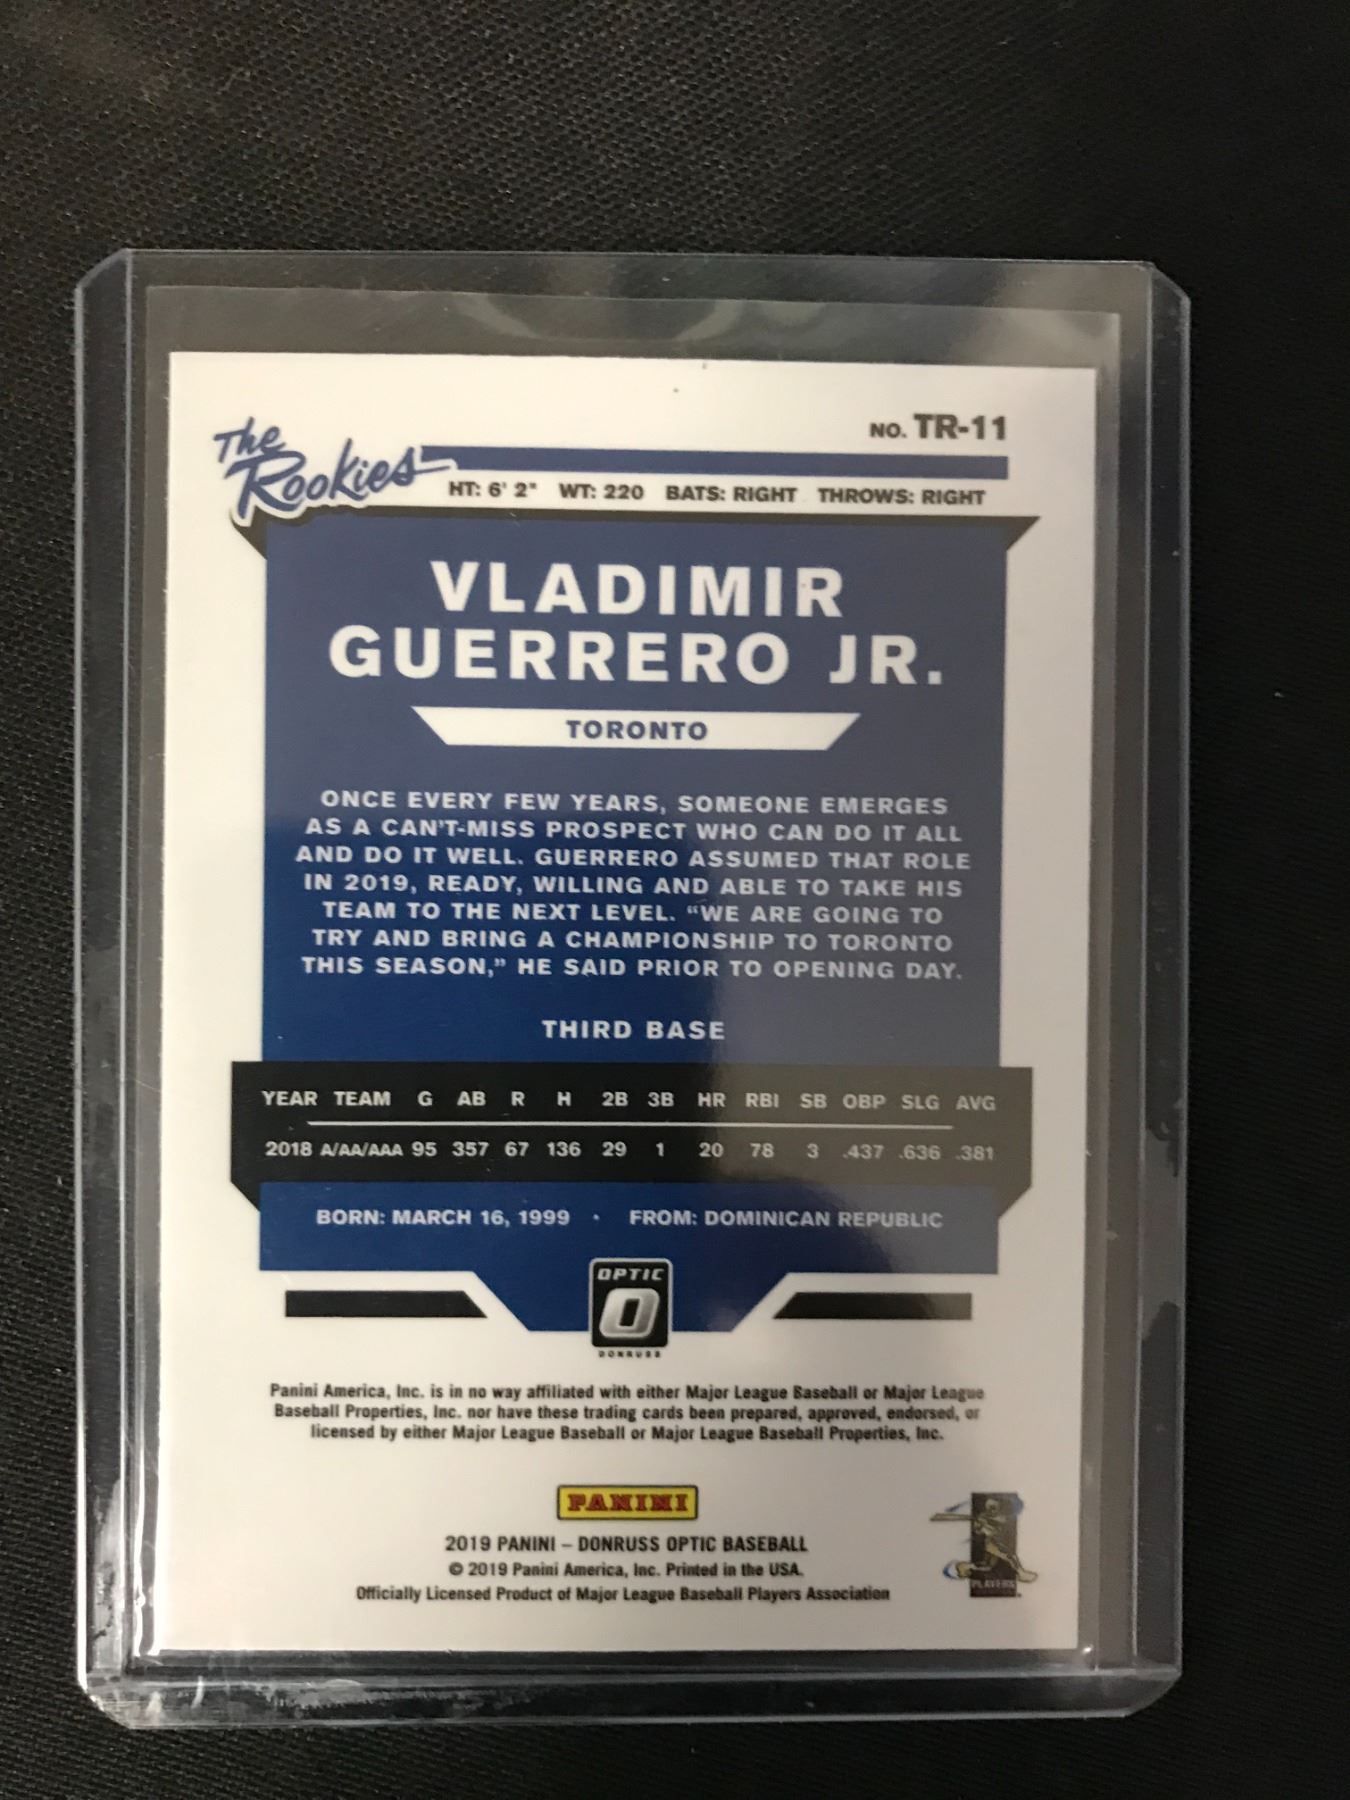 The
Rookies
NO. TR-11
HT: 6' 2" WT: 220 BATS: RIGHT THROWS: RIGHT
VLADIMIR
GUERRERO JR.
TORONTO
ONCE EVERY FEW YEARS, SOMEONE EMERGES
AS A CAN'T-MISS PROSPECT WHO CAN DO IT ALL
AND DO IT WELL. GUERRERO ASSUMED THAT ROLE
IN 2019, READY, WILLING AND ABLE TO TAKE HIS
TEAM TO THE NEXT LEVEL. “WE ARE GOING TO
TRY AND BRING A CHAMPIONSHIP TO TORONTO
THIS SEASON,” HE SAID PRIOR TO OPENING DAY.
THIRD BASE
YEAR TEAM G AB R H 2B 3B HR RBI SB OBP SLG AVG
2018 A/AA/AAA 95 357 67 136 29 1 20 78 3 .437 .636 .381
BORN: MARCH 16, 1999 · FROM: DOMINICAN REPUBLIC
OPTIC
O
DONRUSS
Panini America, Inc. is in no way affiliated with either Major League Baseball or Major League
Baseball Properties, Inc. nor have these trading cards been prepared, approved, endorsed, or
licensed by either Major League Baseball or Major League Baseball Properties, Inc.
PANINI
2019 PANINI – DONRUSS OPTIC BASEBALL
© 2019 Panini America, Inc. Printed in the USA.
Officially Licensed Product of Major League Baseball Players Association
PLAYERS